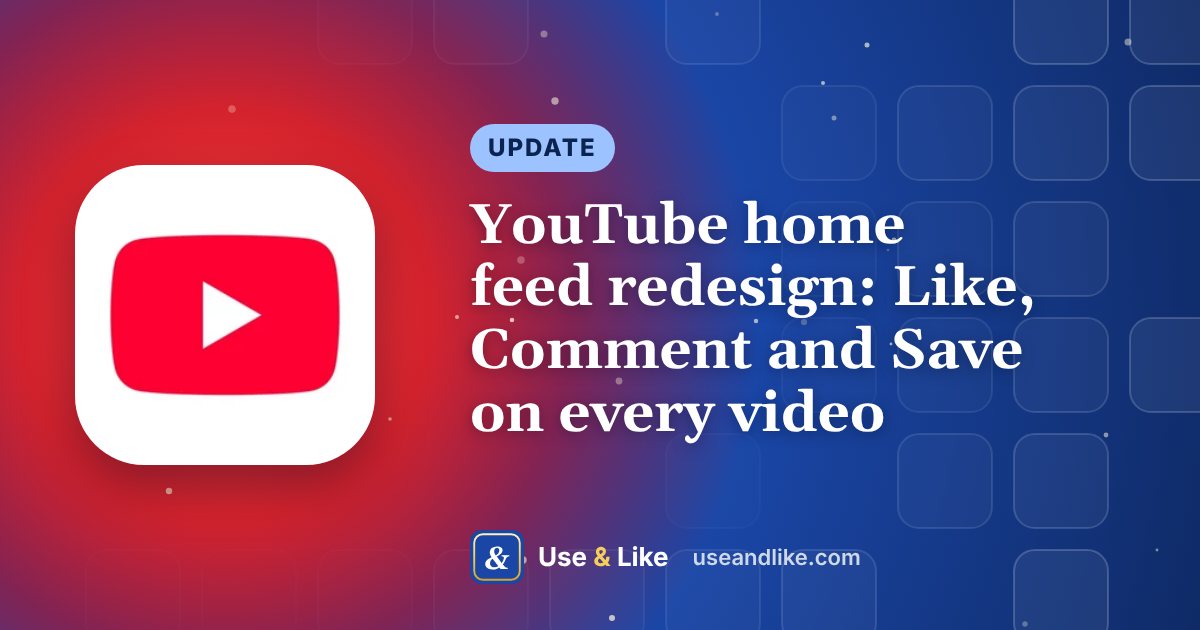 UPDATE
YouTube home
feed redesign: Like,
Comment and Save
on every video
& Use & Like useandlike.com